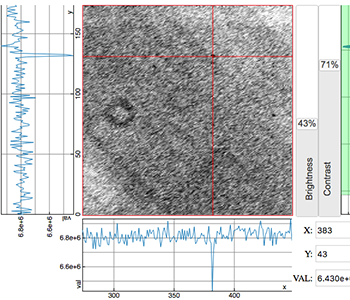 y
150
100
50
0
6.8e+6
6.6e+6
val
71%
43%
Brightness
Contrast
6.8e+6
6.6e+6
val
x
300
350
400
X: 383
Y: 43
VAL: 6.430e+